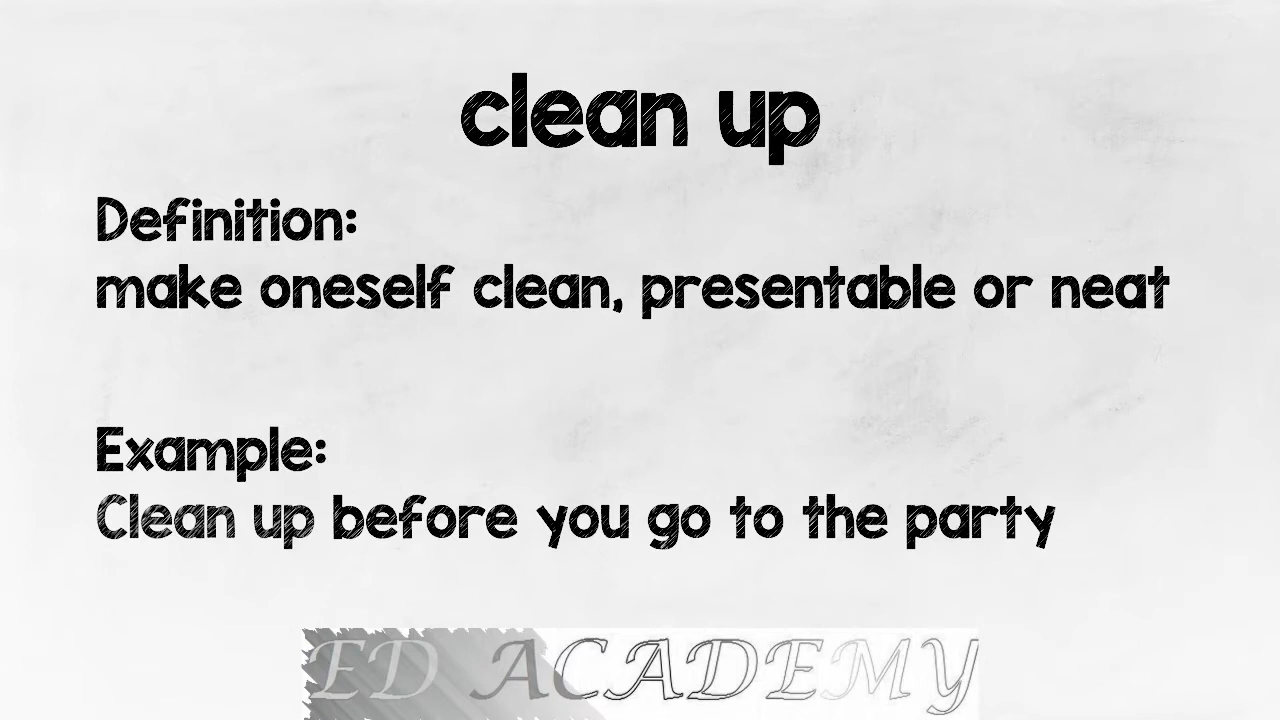 clean up
Definition:
make oneself clean, presentable or neat
Example:
Clean up before you go to the party
ED ACADEMY